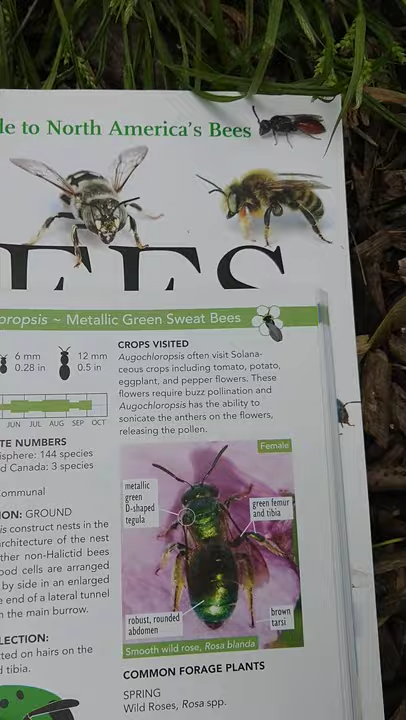 le to North America's Bees
EES
oropsis ~ Metallic Green Sweat Bees
6 mm
0.28 in
12 mm
0.5 in
JUN JUL AUG SEP OCT
TE NUMBERS
isphere: 144 species
d Canada: 3 species
ommunal
ION: GROUND
is construct nests in the
architecture of the nest
ther non-Halictid bees
ood cells are arranged
by side in an enlarged
e end of a lateral tunnel
n the main burrow.
LLECTION:
ted on hairs on the
d tibia.
CROPS VISITED
Augochloropsis often visit Solana-
ceous crops including tomato, potato,
eggplant, and pepper flowers. These
flowers require buzz pollination and
Augochloropsis has the ability to
sonicate the anthers on the flowers,
releasing the pollen.
Female
metallic
green
D-shaped
tegula
green femur
and tibia
robust, rounded
abdomen
brown
tarsi
Smooth wild rose, Rosa blanda
COMMON FORAGE PLANTS
SPRING
Wild Roses, Rosa spp.